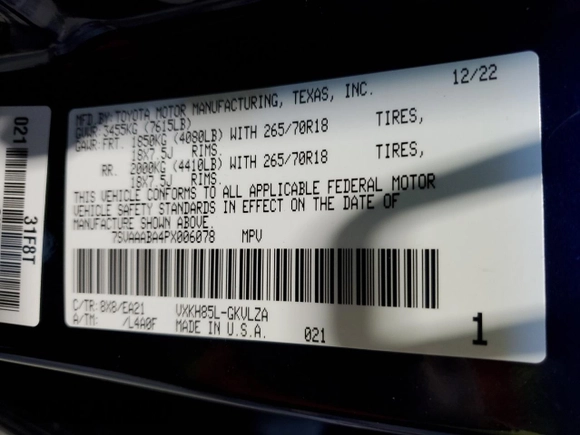 12/22
MFD.BY:TOYOTA MOTOR MANUFACTURING, TEXAS, INC.
GVWR 3455KG (7615LB)
GAWR:FRT. 1850KG (4080LB) WITH 265/70R18 TIRES,
18X7.5J RIMS.
RR. 2000KG (4410LB) WITH 265/70R18 TIRES,
18X7.5J RIMS.
THIS VEHICLE CONFORMS TO ALL APPLICABLE FEDERAL MOTOR
VEHICLE SAFETY STANDARDS IN EFFECT ON THE DATE OF
MANUFACTURE SHOWN ABOVE.
7SVAAABA4PX006078 MPV
C/TR:8X8/EA21 VXKH85L-GKVLZA
A/TM: /L4A0F MADE IN U.S.A. 021
1
021
31F8T